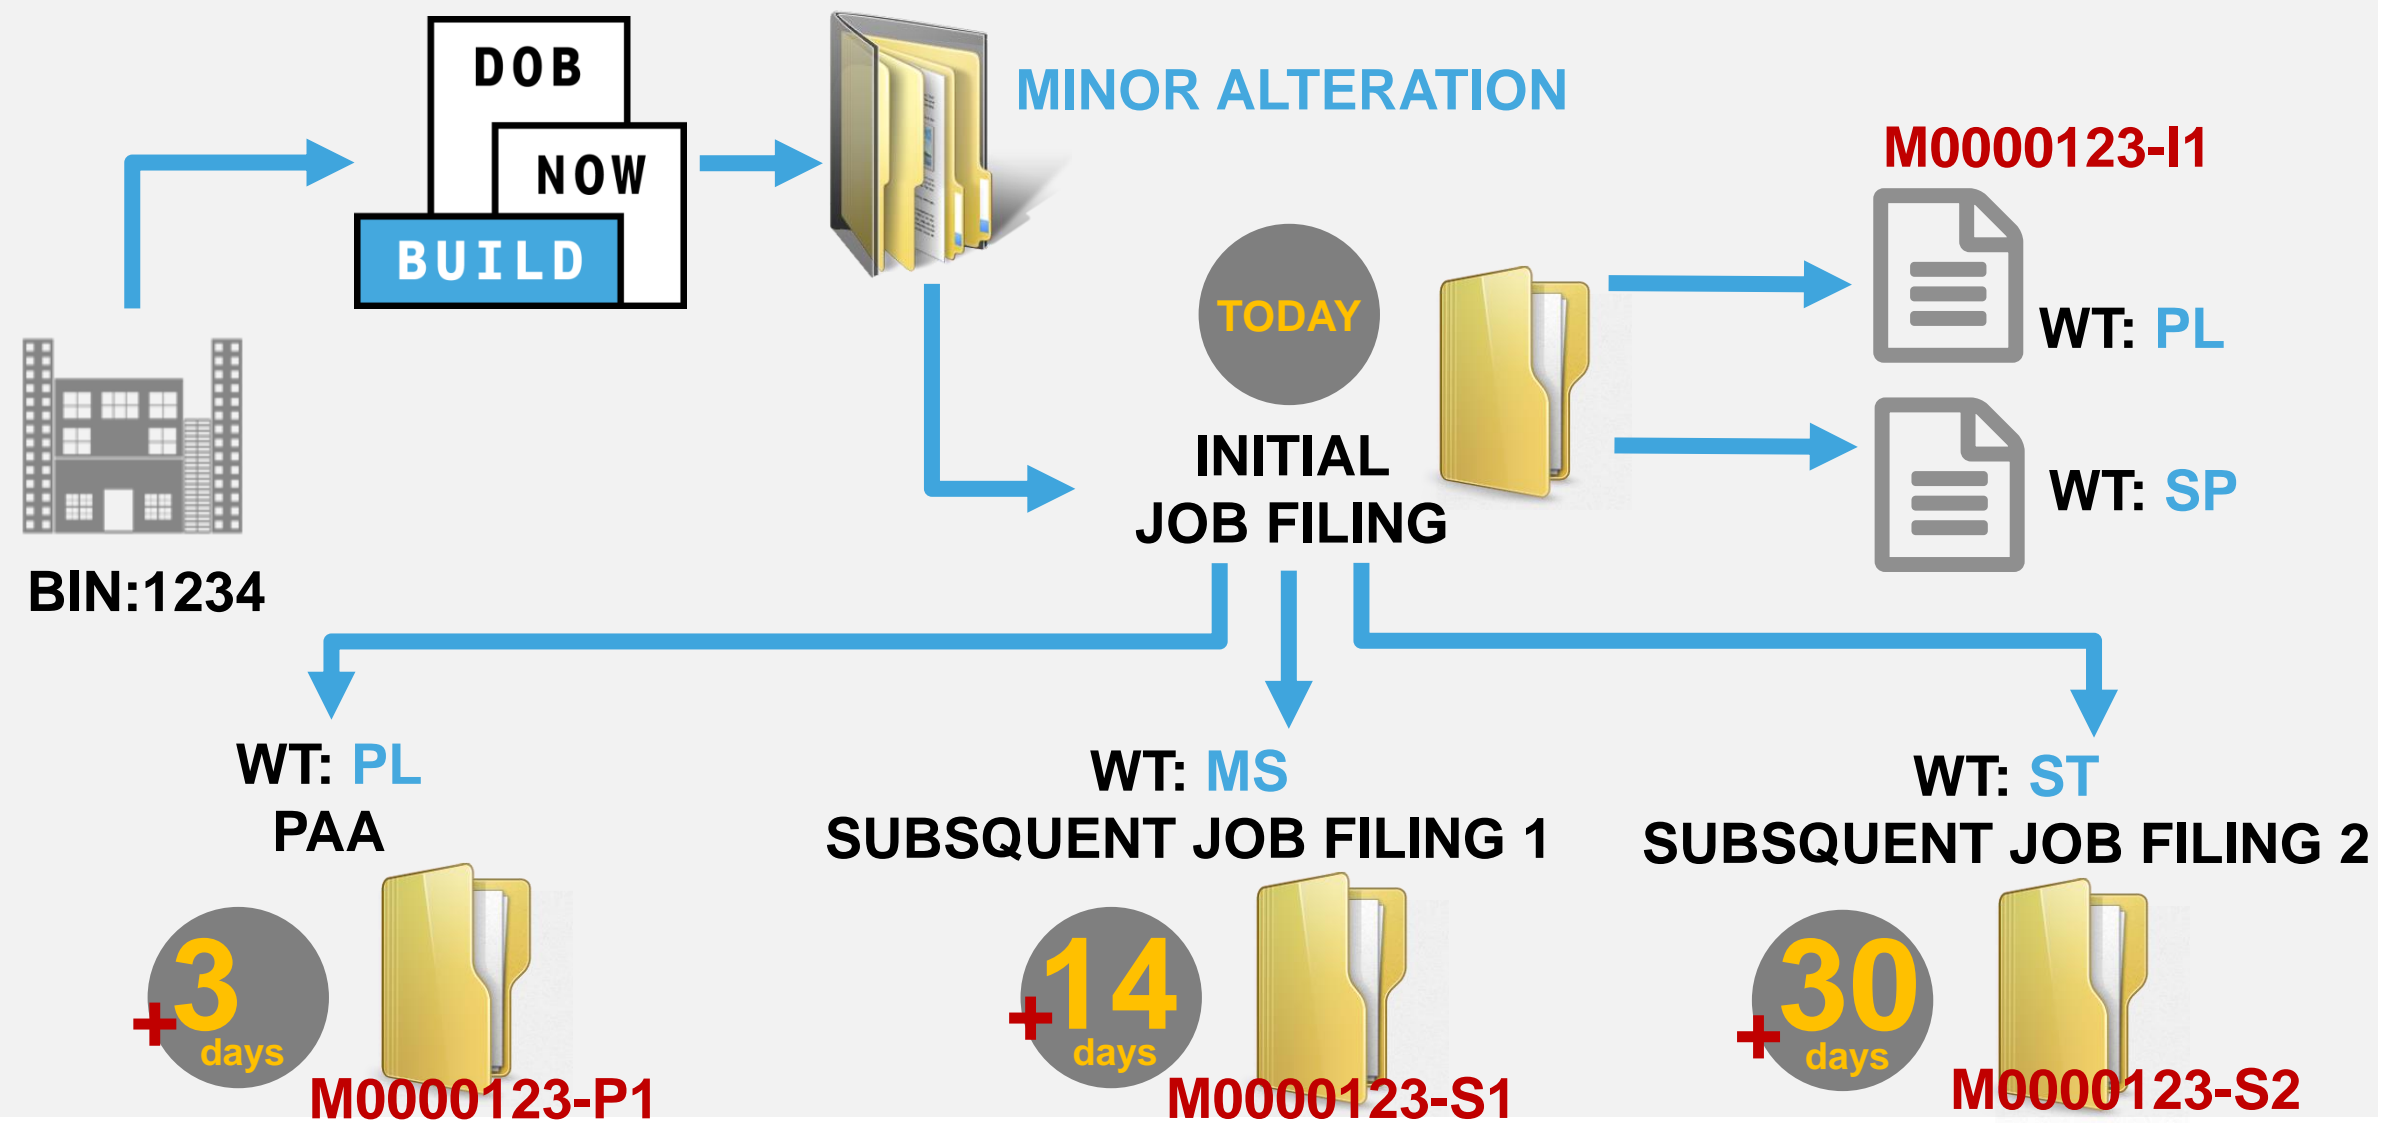 DOB
NOW
BUILD
MINOR ALTERATION
M0000123-I1
TODAY
WT: PL
INITIAL
JOB FILING
WT: SP
BIN:1234
WT: PL
PAA
WT: MS
SUBSQUENT JOB FILING 1
WT: ST
SUBSQUENT JOB FILING 2
+3
days
M0000123-P1
+14
days
M0000123-S1
+30
days
M0000123-S2